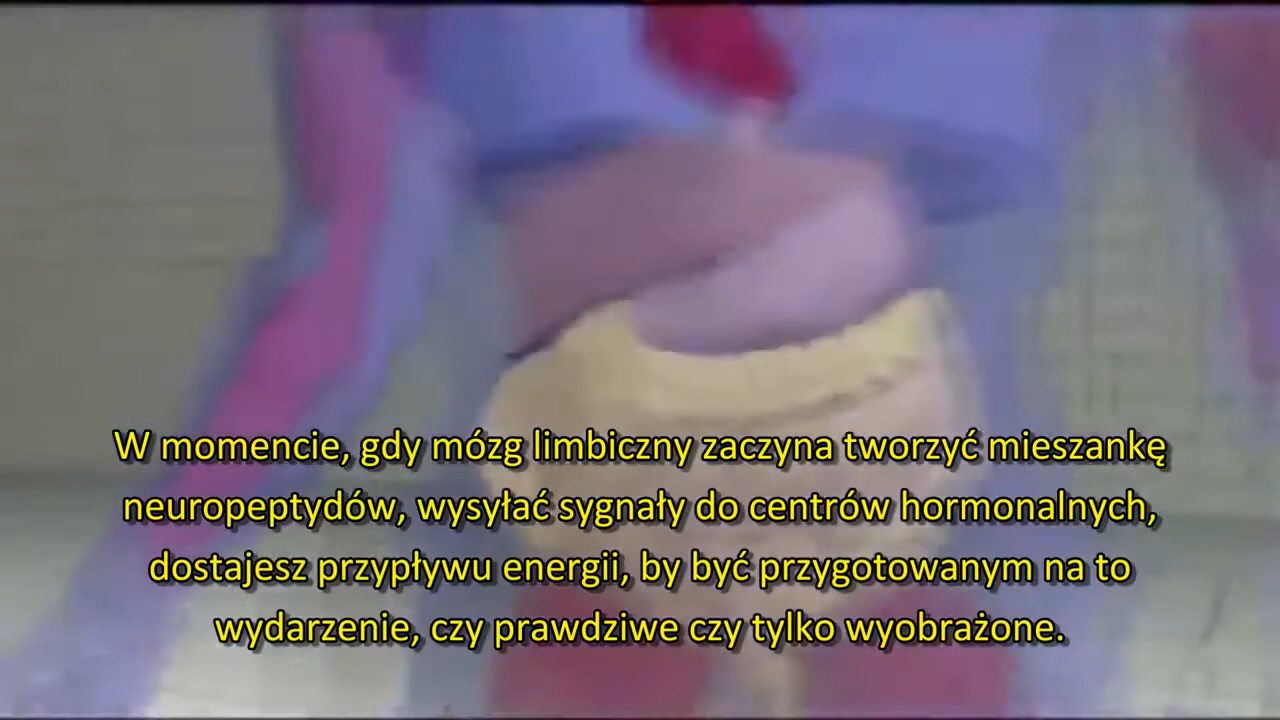 W momencie, gdy mózg limbiczny zaczyna tworzyć mieszankę
neuropeptydów, wysyłać sygnały do centrów hormonalnych,
dostajesz przypływu energii, by być przygotowanym na to
wydarzenie, czy prawdziwe czy tylko wyobrażone.